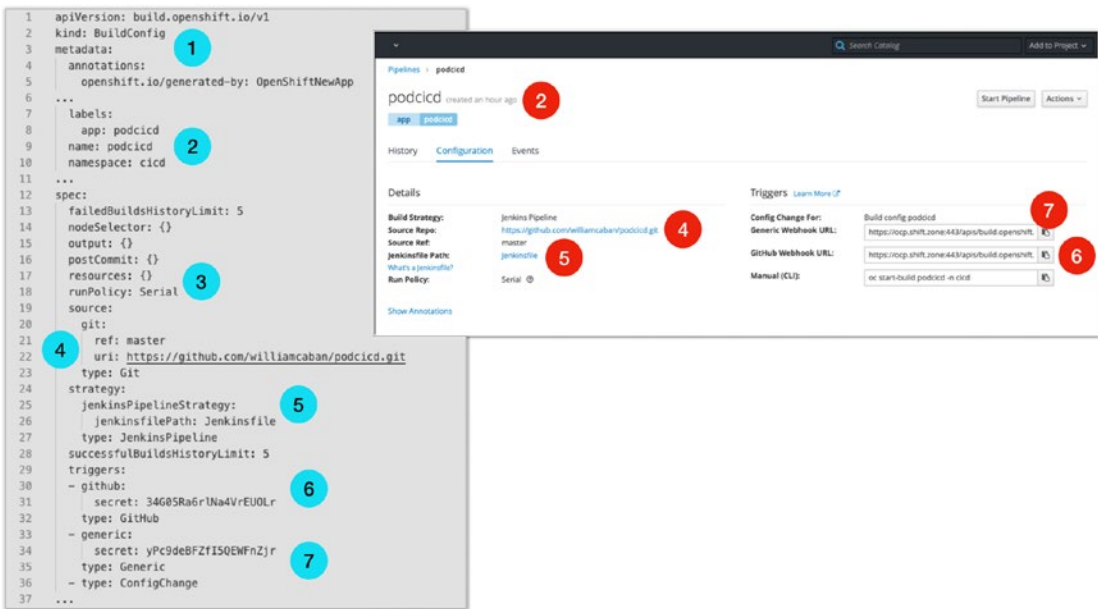 1 apiVersion: build.openshift.io/v1
2 kind: BuildConfig
3 metadata:
1
4 annotations:
5 openshift.io/generated-by: OpenShiftNewApp
6 ...
7 labels:
8 app: podcicd
9 name: podcicd
2
10 namespace: cicd
11 ...
12 spec:
13 failedBuildsHistoryLimit: 5
14 nodeSelector: {}
15 output: {}
16 postCommit: {}
17 resources: {}
3
18 runPolicy: Serial
19 source:
20 git:
21 ref: master
4
22 uri: https://github.com/williamcaban/podcicd.git
23 type: Git
24 strategy:
25 jenkinsPipelineStrategy:
5
26 jenkinsfilePath: Jenkinsfile
27 type: JenkinsPipeline
28 successfulBuildsHistoryLimit: 5
29 triggers:
30 - github:
6
31 secret: 34G05Ra6rlNa4VrEUOLr
32 type: GitHub
33 - generic:
34 secret: yPc9deBFZfI5QEWFnZjr
7
35 type: Generic
36 - type: ConfigChange
37 ...
Search Catalog Add to Project
Pipelines › podcicd
podcicd created an hour ago 2
Start Pipeline Actions
app podcicd
History Configuration Events
Details
Build Strategy: Jenkins Pipeline
Source Repo: https://github.com/williamcaban/podcicd.git 4
Source Ref: master
Jenkinsfile Path: Jenkinsfile 5
What's a Jenkinsfile?
Run Policy: Serial
Show Annotations
Triggers Learn More
Config Change For: Build config podcicd 7
Generic Webhook URL: https://ocp.shift.zone:443/apis/build.openshift.
GitHub Webhook URL: https://ocp.shift.zone:443/apis/build.openshift. 6
Manual (CLI): oc start-build podcicd -n cicd